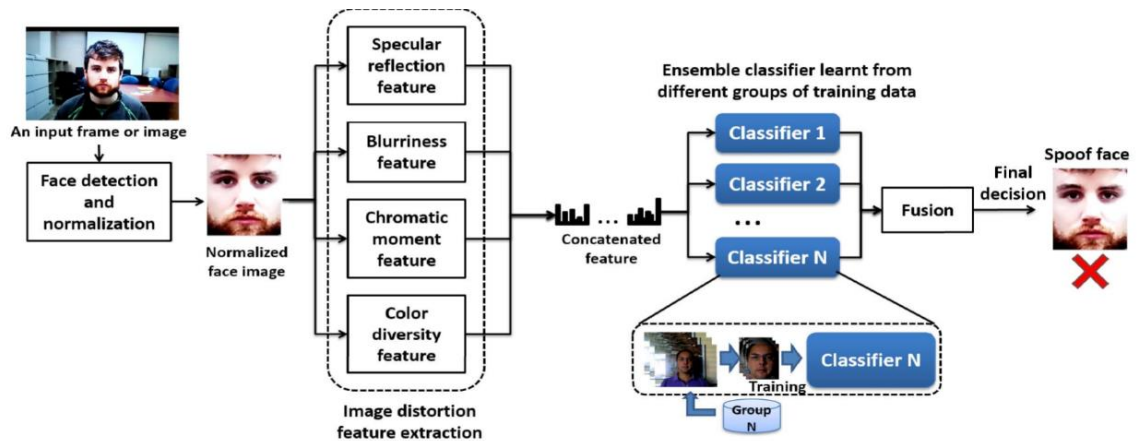 An input frame or image
Face detection
and
normalization
Normalized
face image
Specular
reflection
feature
Blurriness
feature
Chromatic
moment
feature
Color
diversity
feature
Image distortion
feature extraction
...
Concatenated
feature
Ensemble classifier learnt from
different groups of training data
Classifier 1
Classifier 2
...
Classifier N
Training
Classifier N
Group
N
Fusion
Final
decision
Spoof face